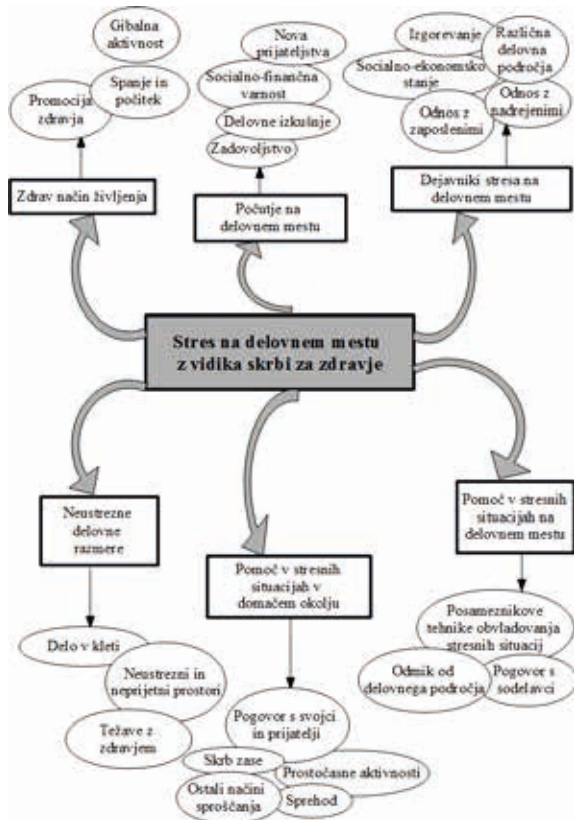 Gibalna
aktivnost
Spanje in
počitek
Promocija
zdravja
Zdrav način življenja
Nova
prijateljstva
Socialno-finančna
varnost
Delovne izkušnje
Zadovoljstvo
Počutje na
delovnem mestu
Izgorevanje
Različna
delovna
področja
Socialno-ekonomsko
stanje
Odnos z
nadrejenimi
Odnos z
zaposlenimi
Dejavniki stresa na
delovnem mestu
Stres na delovnem mestu
z vidika skrbi za zdravje
Neustrezne
delovne
razmere
Delo v kleti
Neustrezni in
neprijetni prostori
Težave z
zdravjem
Pomoč v stresnih
situacijah v
domačem okolju
Pogovor s svojci
in prijatelji
Skrb zase
Prostočasne aktivnosti
Ostali načini
sproščanja
Sprehod
Pomoč v stresnih
situacijah na
delovnem mestu
Posameznikove
tehnike obvladovanja
stresnih situacij
Odmik od
delovnega področja
Pogovor s
sodelavci